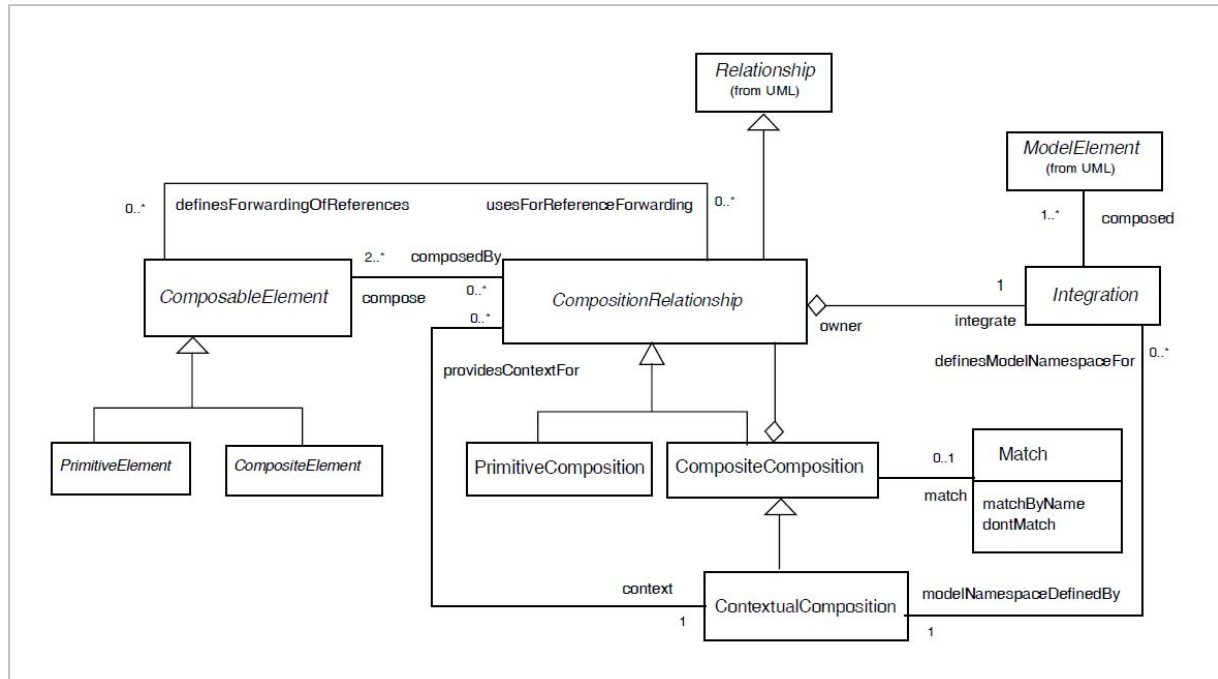 Relationship
(from UML)
ModelElement
(from UML)
0..*
definesForwardingOfReferences
usesForReferenceForwarding
0..*
1..*
composed
2..*
composedBy
ComposableElement
compose
0..*
0..*
CompositionRelationship
owner
1
integrate
Integration
providesContextFor
definesModelNamespaceFor
0..*
PrimitiveElement
CompositeElement
PrimitiveComposition
CompositeComposition
0..1
match
Match
matchByName
dontMatch
context
1
ContextualComposition
modelNamespaceDefinedBy
1